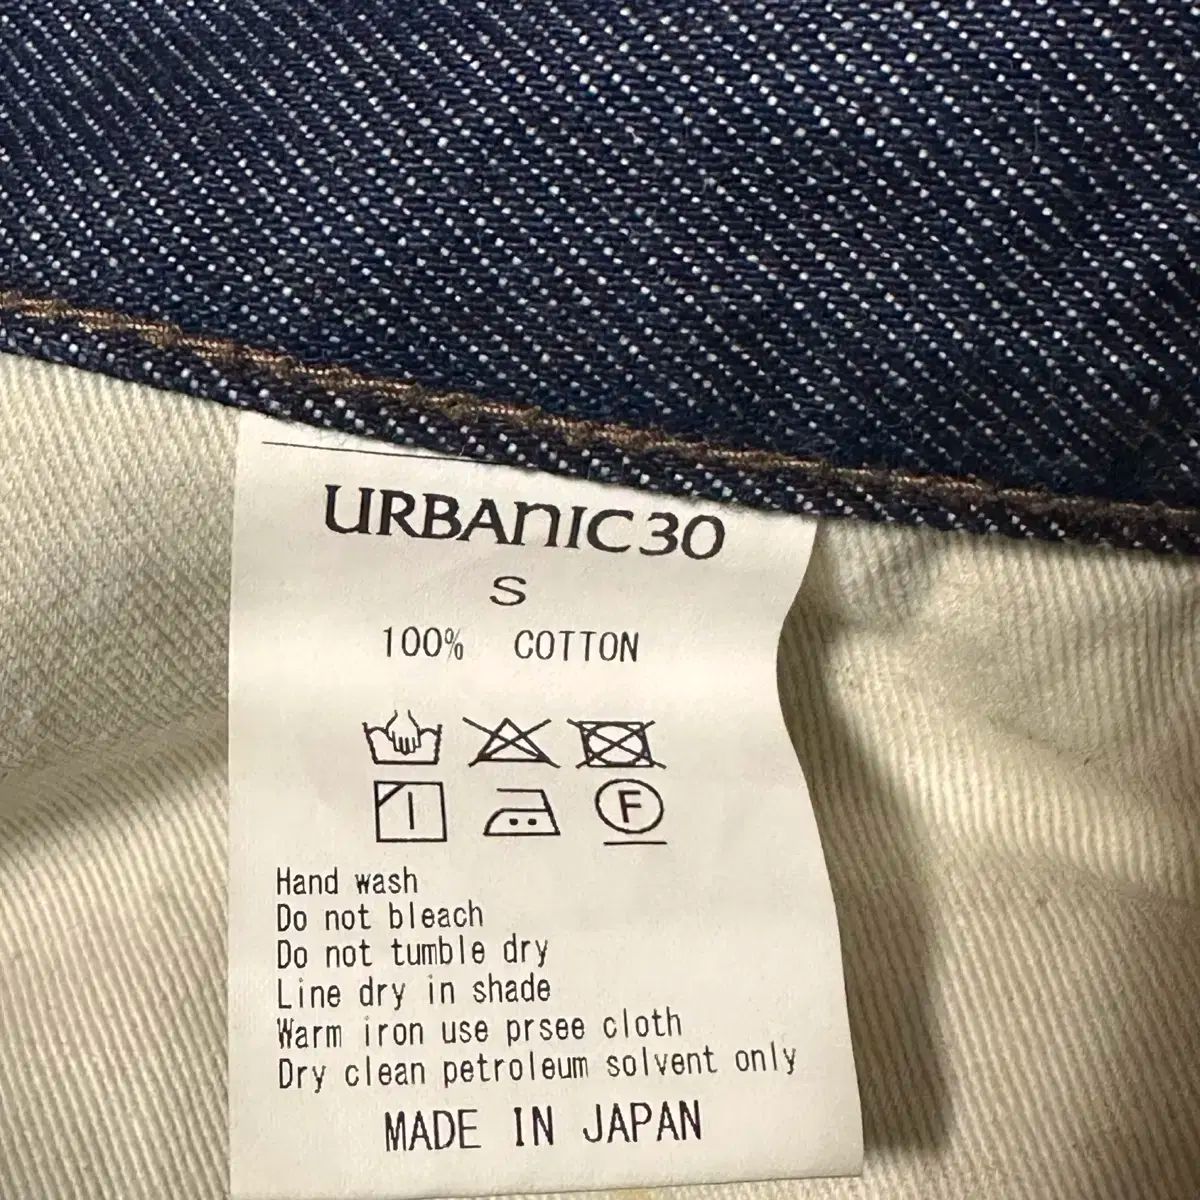 URBANIC30
S
100% COTTON
F
Hand wash
Do not bleach
Do not tumble dry
Line dry in shade
Warm iron use prsee cloth
Dry clean petroleum solvent only
MADE IN JAPAN